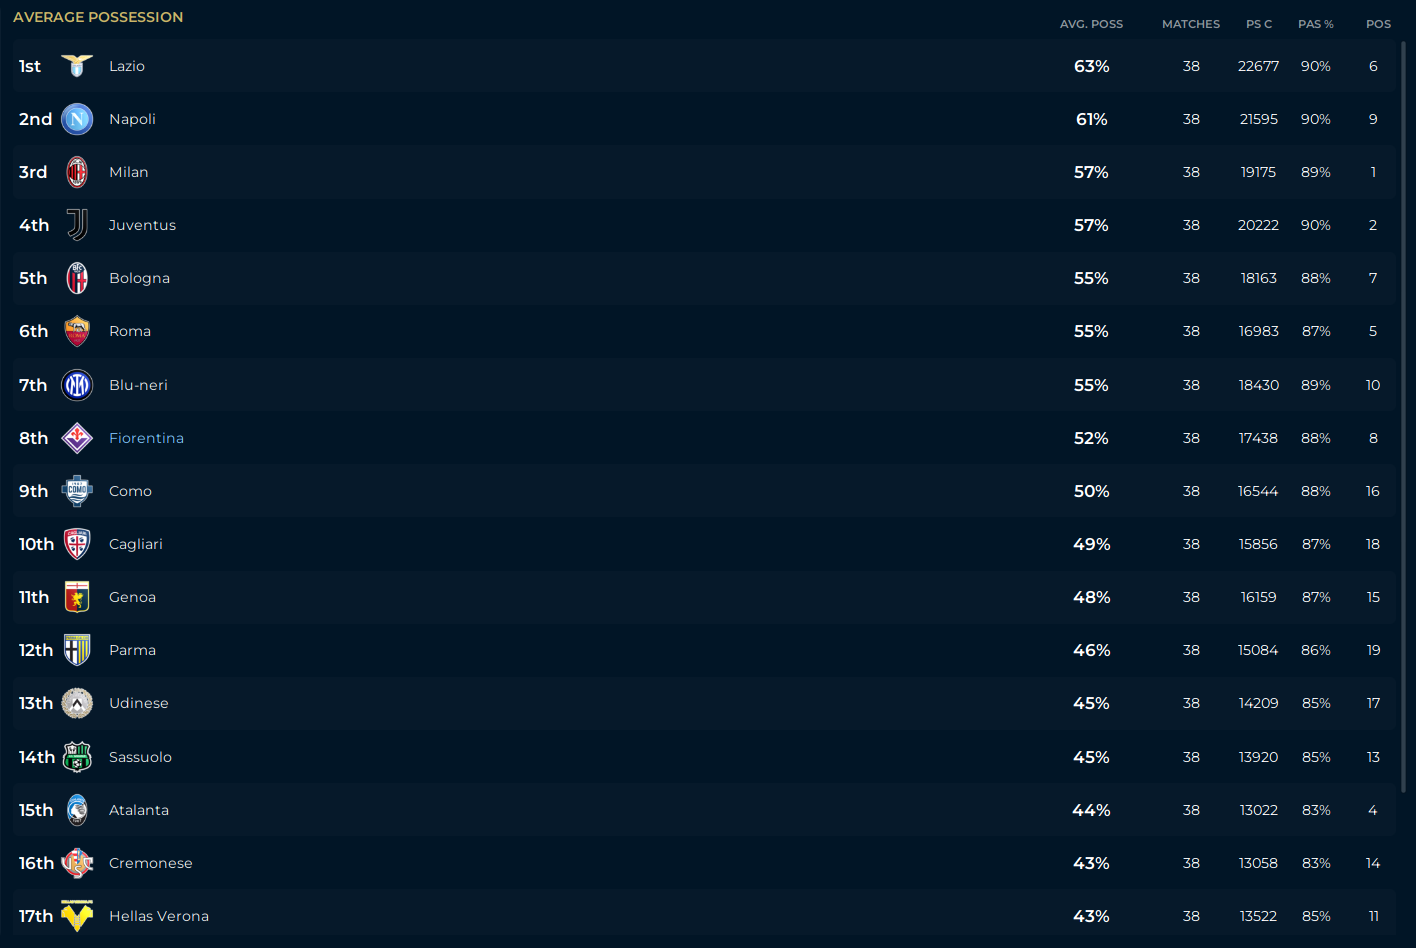 AVERAGE POSSESSION
AVG. POSS MATCHES PS C PAS % POS
1st Lazio 63% 38 22677 90% 6
2nd Napoli 61% 38 21595 90% 9
3rd Milan 57% 38 19175 89% 1
4th Juventus 57% 38 20222 90% 2
5th Bologna 55% 38 18163 88% 7
6th Roma 55% 38 16983 87% 5
7th Blu-neri 55% 38 18430 89% 10
8th Fiorentina 52% 38 17438 88% 8
9th Como 50% 38 16544 88% 16
10th Cagliari 49% 38 15856 87% 18
11th Genoa 48% 38 16159 87% 15
12th Parma 46% 38 15084 86% 19
13th Udinese 45% 38 14209 85% 17
14th Sassuolo 45% 38 13920 85% 13
15th Atalanta 44% 38 13022 83% 4
16th Cremonese 43% 38 13058 83% 14
17th Hellas Verona 43% 38 13522 85% 11